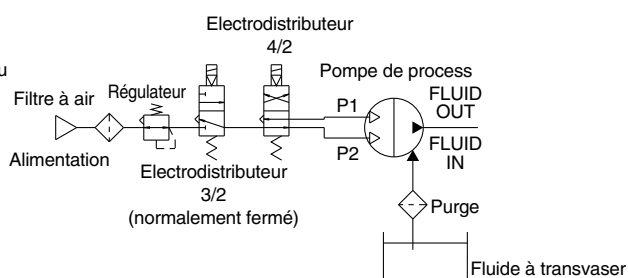 Electrodistributeur
4/2
u
Filtre à air
Régulateur
Pompe de process
P1
FLUID
OUT
Alimentation
P2
FLUID
IN
Electrodistributeur
3/2
(normalement fermé)
Purge
Fluide à transvaser